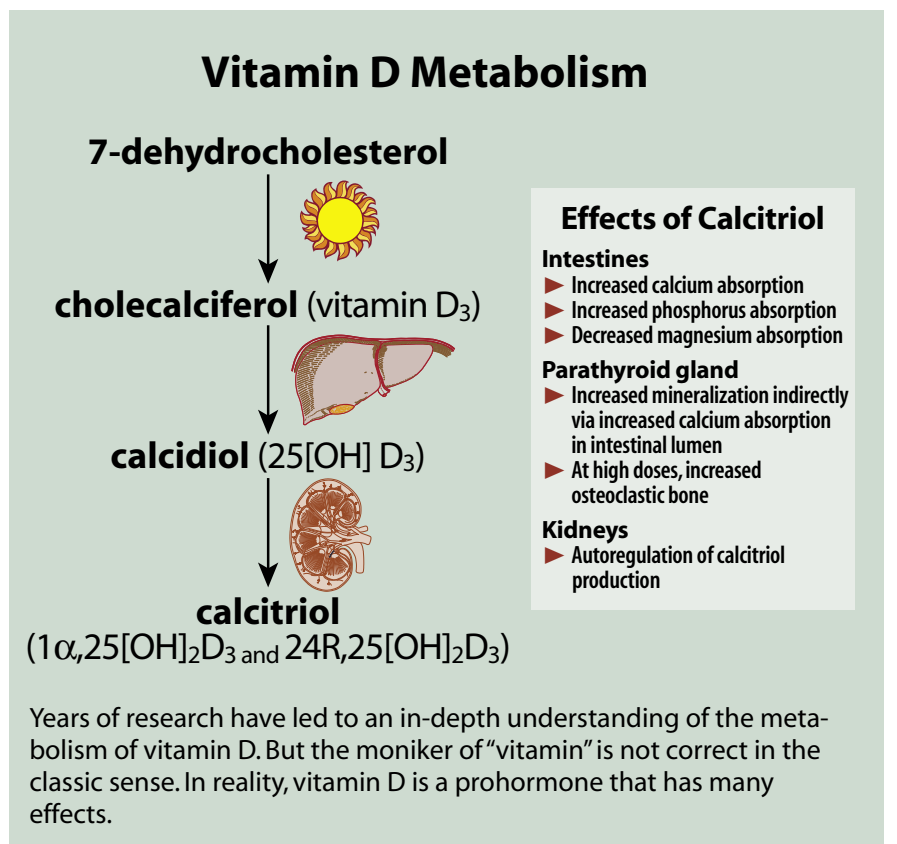 Vitamin D Metabolism
7-dehydrocholesterol
cholecalciferol (vitamin D₃)
calcidiol (25[OH] D₃)
calcitriol
(1α,25[OH]₂D₃ and 24R,25[OH]₂D₃)
Effects of Calcitriol
Intestines
► Increased calcium absorption
► Increased phosphorus absorption
► Decreased magnesium absorption
Parathyroid gland
► Increased mineralization indirectly
via increased calcium absorption
in intestinal lumen
► At high doses, increased
osteoclastic bone
Kidneys
► Autoregulation of calcitriol
production
Years of research have led to an in-depth understanding of the meta-
bolism of vitamin D. But the moniker of “vitamin” is not correct in the
classic sense. In reality, vitamin D is a prohormone that has many
effects.